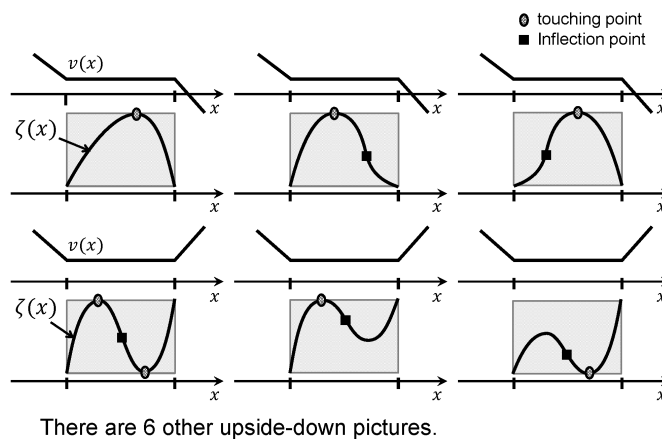 touching point
Inflection point
v(x)
x
x
x
ζ(x)
x
x
x
v(x)
x
x
x
ζ(x)
x
x
x
There are 6 other upside-down pictures.